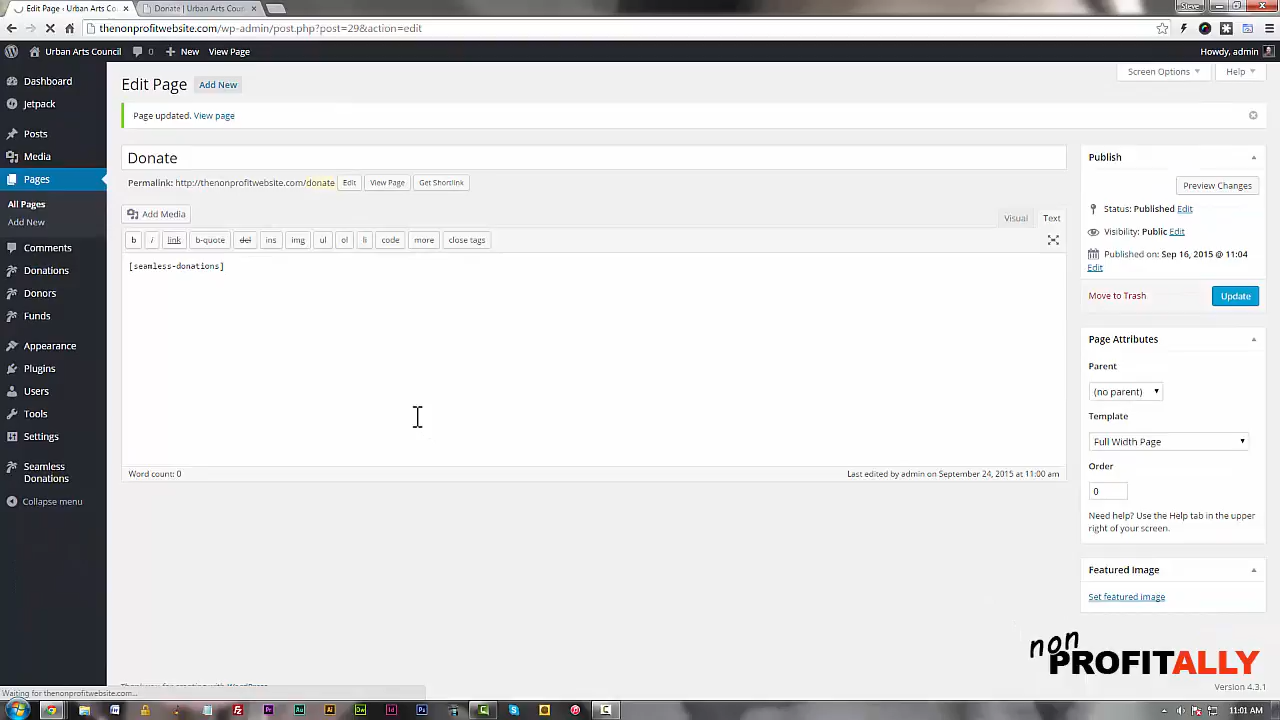 Edit Page ‹ Urban Arts Co...
Donate | Urban Arts Coun...
Steve
thenonprofitwebsite.com/wp-admin/post.php?post=29&action=edit
Urban Arts Council 0 New View Page Howdy, admin
Dashboard
Jetpack
Posts
Media
Pages
All Pages
Add New
Comments
Donations
Donors
Funds
Appearance
Plugins
Users
Tools
Settings
Seamless
Donations
Collapse menu
Screen Options Help
Edit Page Add New
Page updated. View page
Donate
Permalink: http://thenonprofitwebsite.com/donate Edit View Page Get Shortlink
Add Media Visual Text
b i link b-quote del ins img ul ol li code more close tags
[seamless-donations]
Word count: 0 Last edited by admin on September 24, 2015 at 11:00 am
Publish
Preview Changes
Status: Published Edit
Visibility: Public Edit
Published on: Sep 16, 2015 @ 11:04
Edit
Move to Trash Update
Page Attributes
Parent
(no parent)
Template
Full Width Page
Order
0
Need help? Use the Help tab in the upper
right of your screen.
Featured Image
Set featured image
non
PROFITALLY
Thank you for creating with WordPress.
Version 4.3.1
Waiting for thenonprofitwebsite.com...
11:01 AM